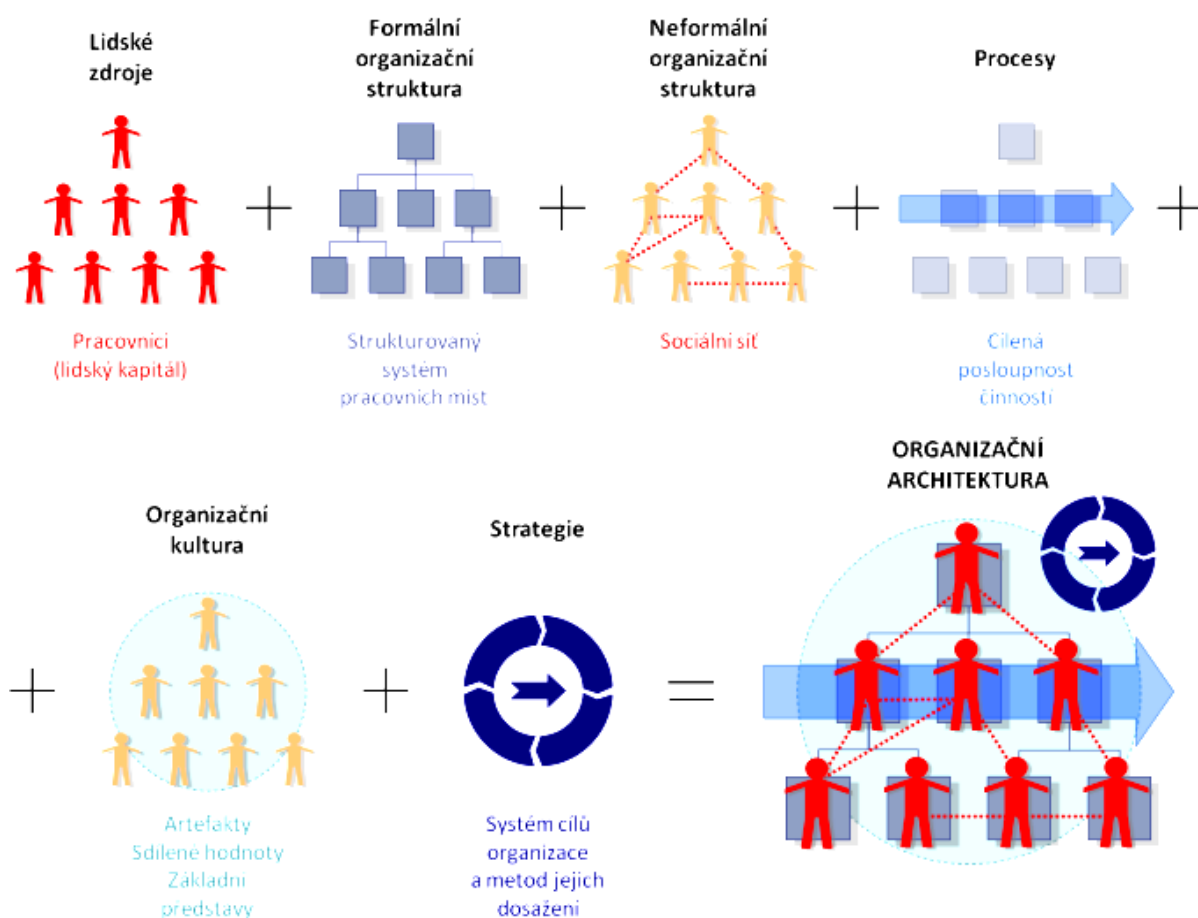 Lidské
zdroje
Formální
organizační
struktura
Neformální
organizační
struktura
Procesy
Pracovníci
(lidský kapitál)
Strukturovaný
systém
pracovních míst
Sociální síť
Cílená
posloupnost
činností
Organizační
kultura
Strategie
ORGANIZAČNÍ
ARCHITEKTURA
Artefakty
Sdílené hodnoty
Základní
představy
Systém cílů
organizace
a metod jejich
dosažení